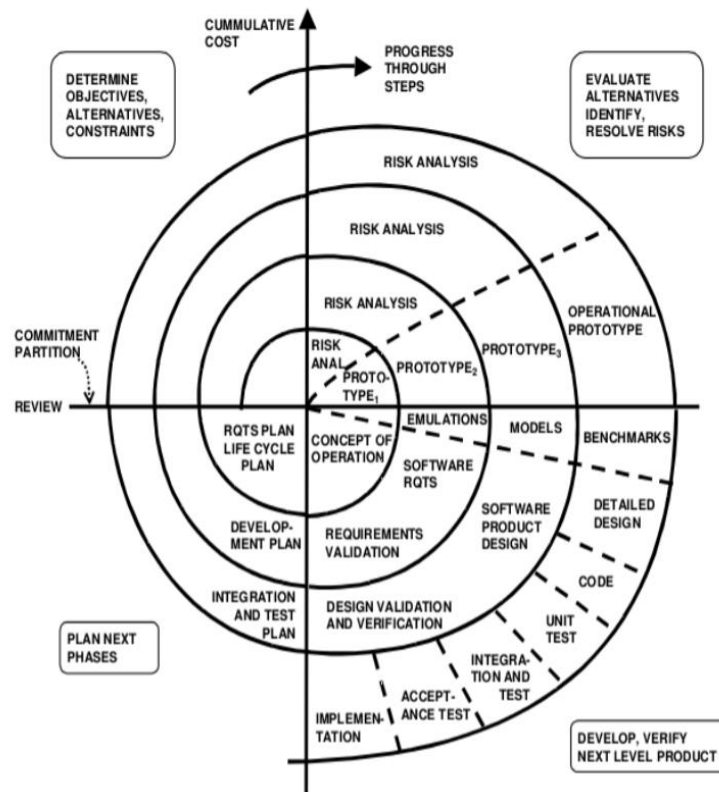 CUMMULATIVE
COST
PROGRESS
THROUGH
STEPS
DETERMINE
OBJECTIVES,
ALTERNATIVES,
CONSTRAINTS
EVALUATE
ALTERNATIVES
IDENTIFY,
RESOLVE RISKS
RISK ANALYSIS
RISK ANALYSIS
RISK ANALYSIS
RISK
ANAL.
PROTO-
TYPE1
PROTOTYPE2
PROTOTYPE3
OPERATIONAL
PROTOTYPE
COMMITMENT
PARTITION
REVIEW
RQTS PLAN
LIFE CYCLE
PLAN
CONCEPT OF
OPERATION
EMULATIONS
MODELS
BENCHMARKS
SOFTWARE
RQTS
SOFTWARE
PRODUCT
DESIGN
DETAILED
DESIGN
DEVELOP-
MENT PLAN
REQUIREMENTS
VALIDATION
CODE
INTEGRATION
AND TEST
PLAN
DESIGN VALIDATION
AND VERIFICATION
UNIT
TEST
PLAN NEXT
PHASES
INTEGRA-
TION AND
TEST
ACCEPT-
ANCE TEST
IMPLEMEN-
TATION
DEVELOP, VERIFY
NEXT LEVEL PRODUCT